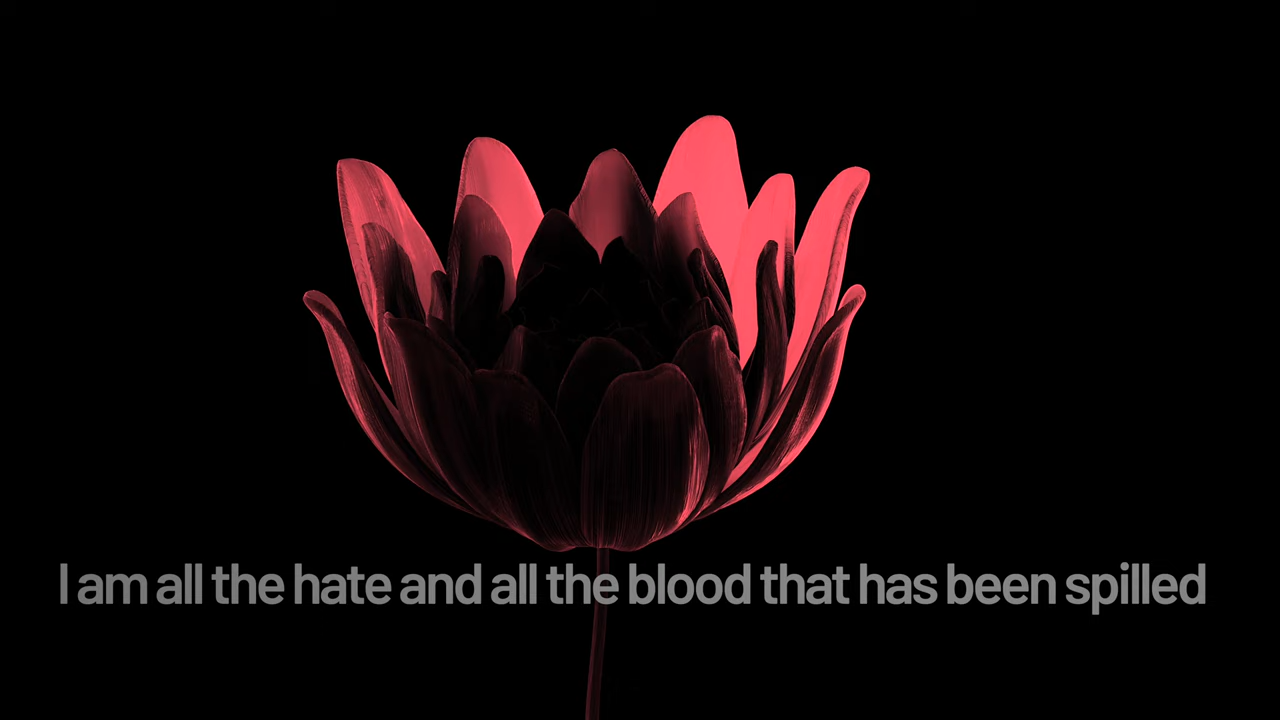 I am all the hate and all the blood that has been spilled